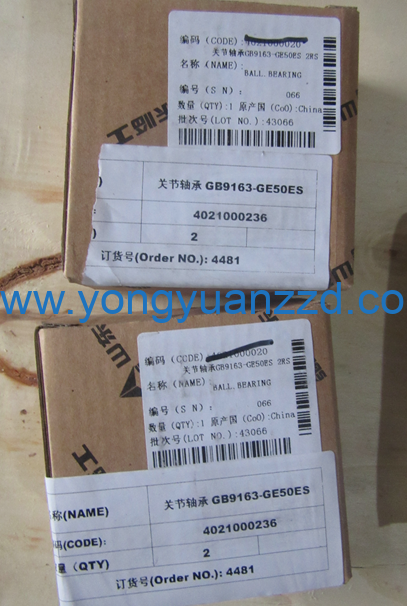 编码(CODE):4021000020
关节轴承GB9163-GE50ES 2RS
名称(NAME):
BALL.BEARING
编号(S N): 066
数量(QTY):1 原产国(CoO):China
批次号(LOT NO.):43066
关节轴承 GB9163-GE50ES
4021000236
2
订货号(Order NO.): 4481
www.yongyuanzzd.co
编码(CODE):4021000020
关节轴承GB9163-GE50ES 2RS
名称(NAME)
BALL.BEARING
编号(S N): 066
数量(QTY):1 原产国(CoO):China
批次号(LOT NO.):43066
称(NAME) 关节轴承 GB9163-GE50ES
码(CODE): 4021000236
量(QTY) 2
订货号(Order NO.): 4481